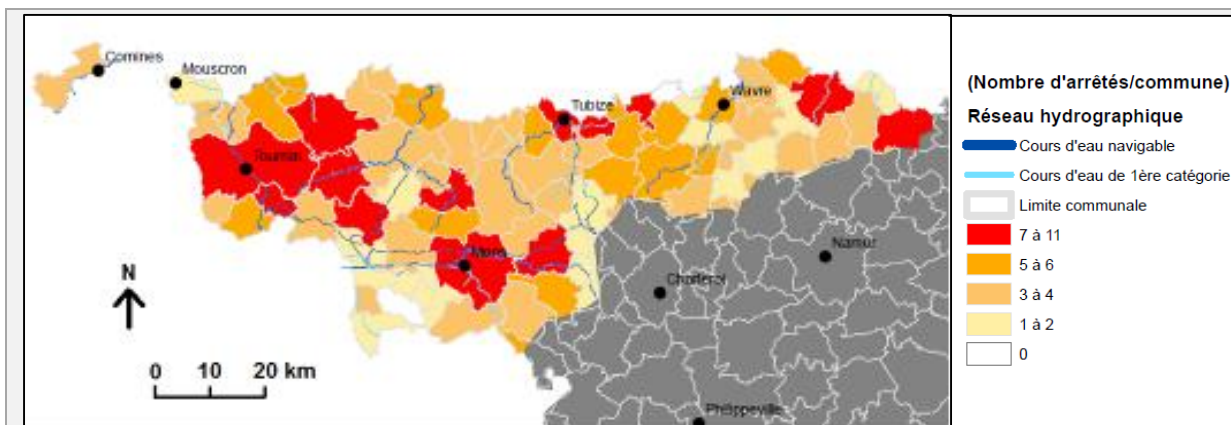 Comines
Mouscron
Tubize
Wavre
Tournai
Mons
Namur
Charleroi
Philippeville
N
0 10 20 km
(Nombre d'arrêtés/commune)
Réseau hydrographique
Cours d'eau navigable
Cours d'eau de 1ère catégorie
Limite communale
7 à 11
5 à 6
3 à 4
1 à 2
0